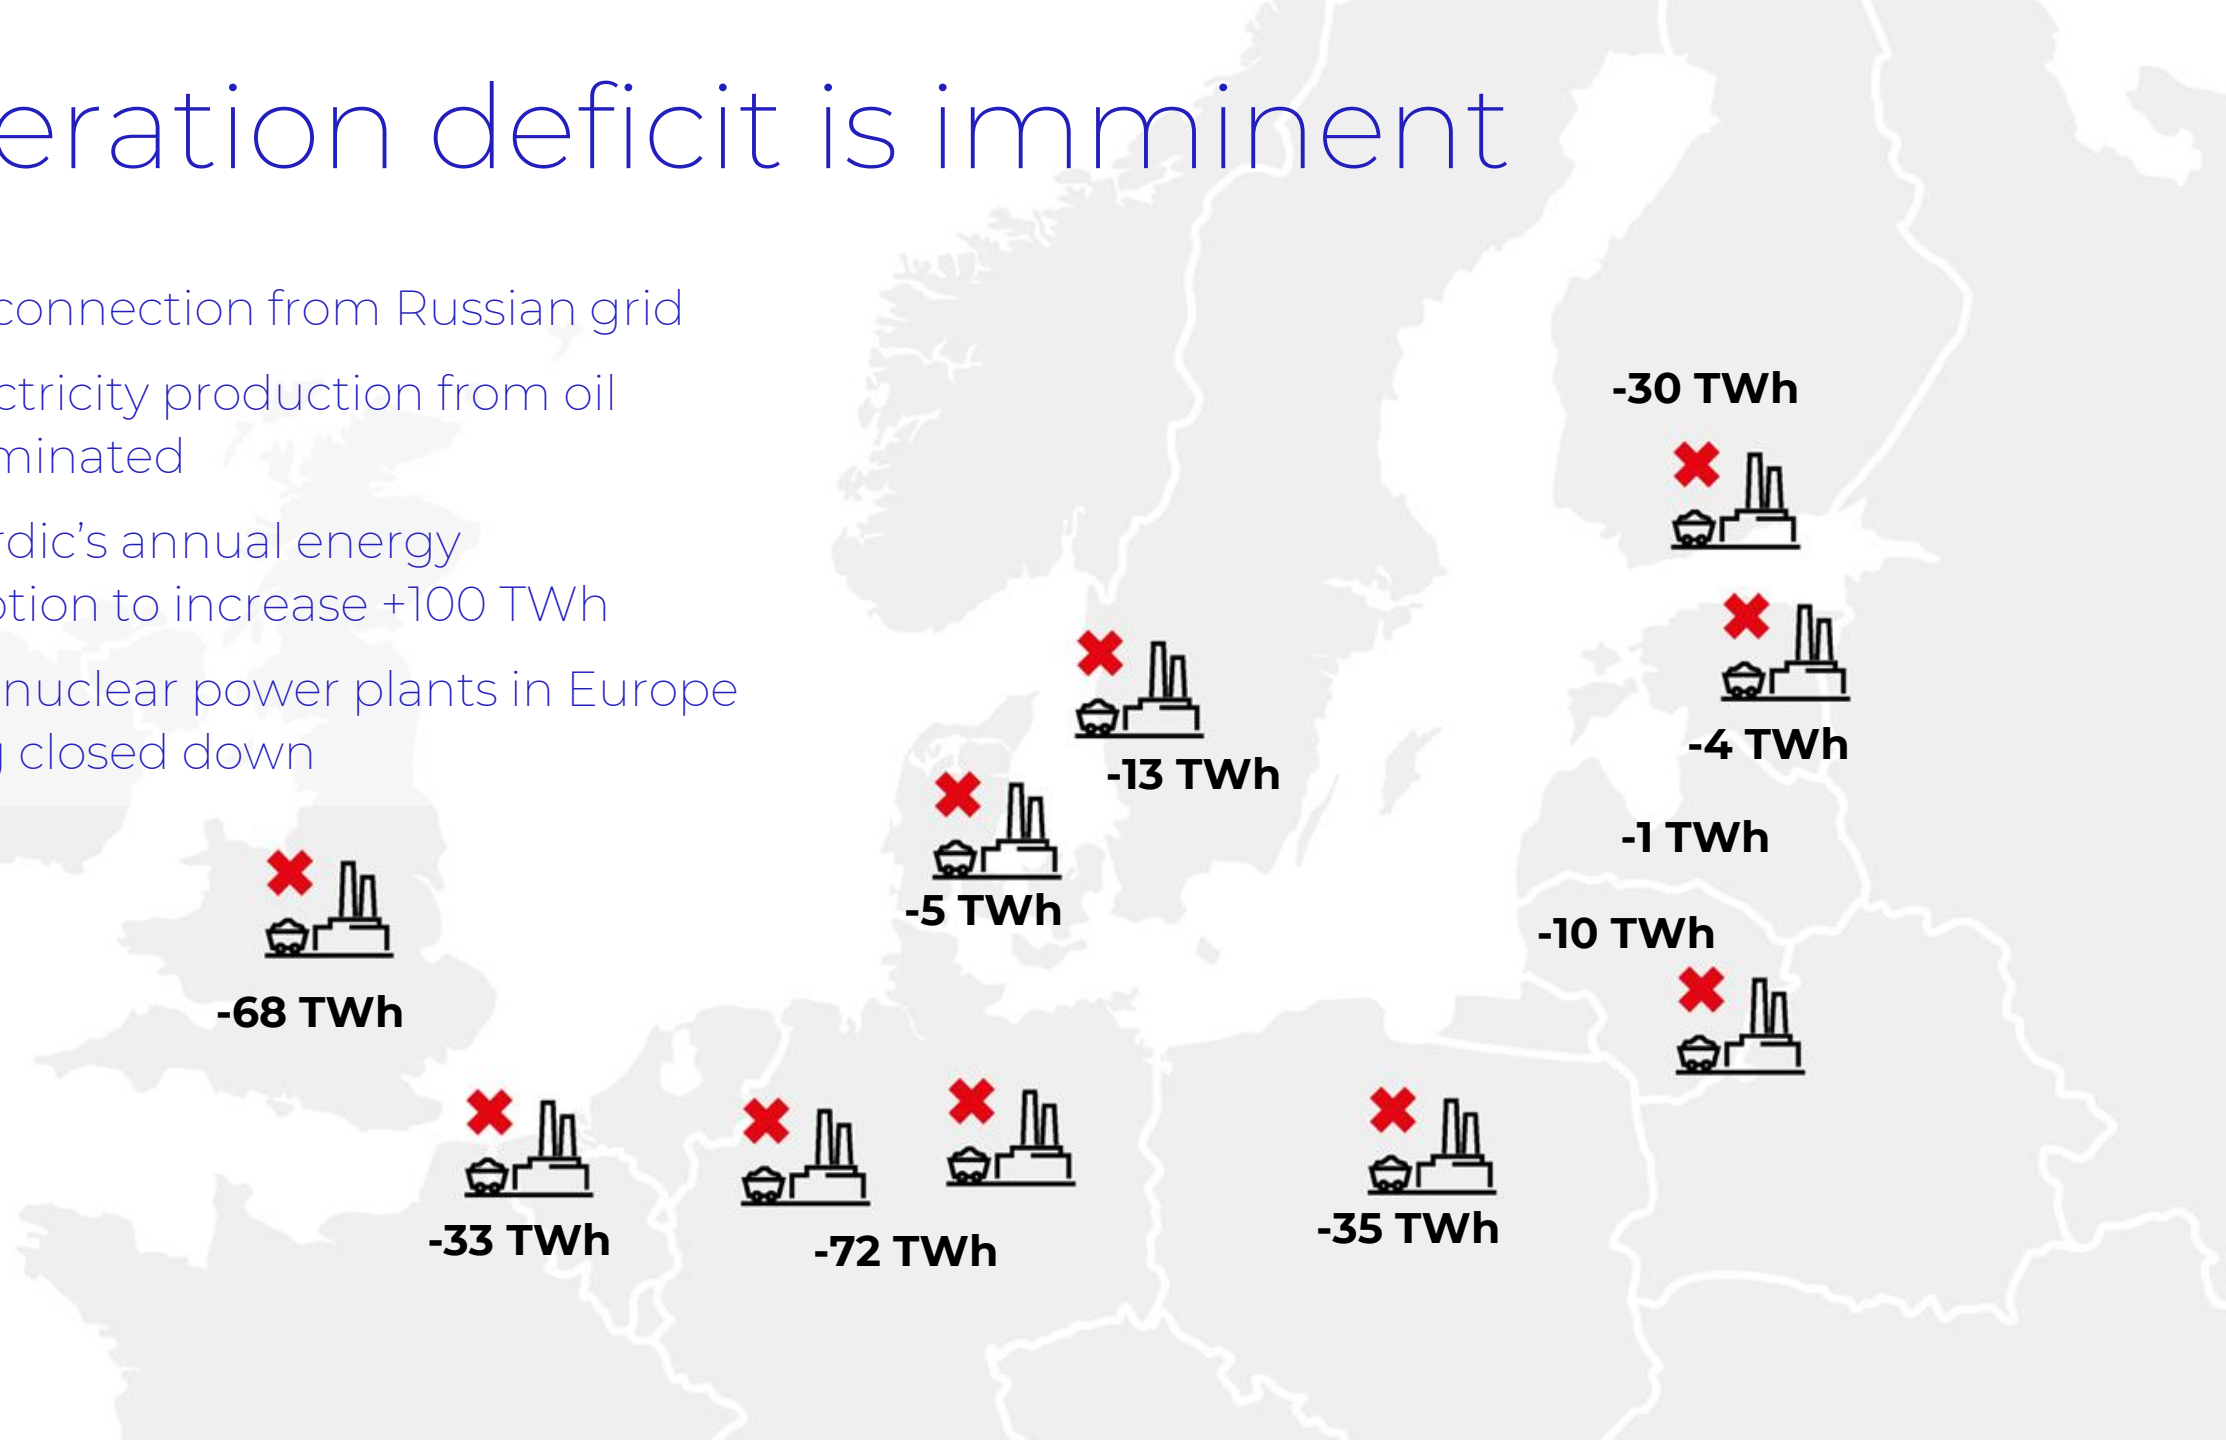 eration deficit is imminent
connection from Russian grid
ctricity production from oil
minated
rdic’s annual energy
ption to increase +100 TWh
nuclear power plants in Europe
g closed down
-30 TWh
-4 TWh
-13 TWh
-1 TWh
-5 TWh
-10 TWh
-68 TWh
-33 TWh
-72 TWh
-35 TWh